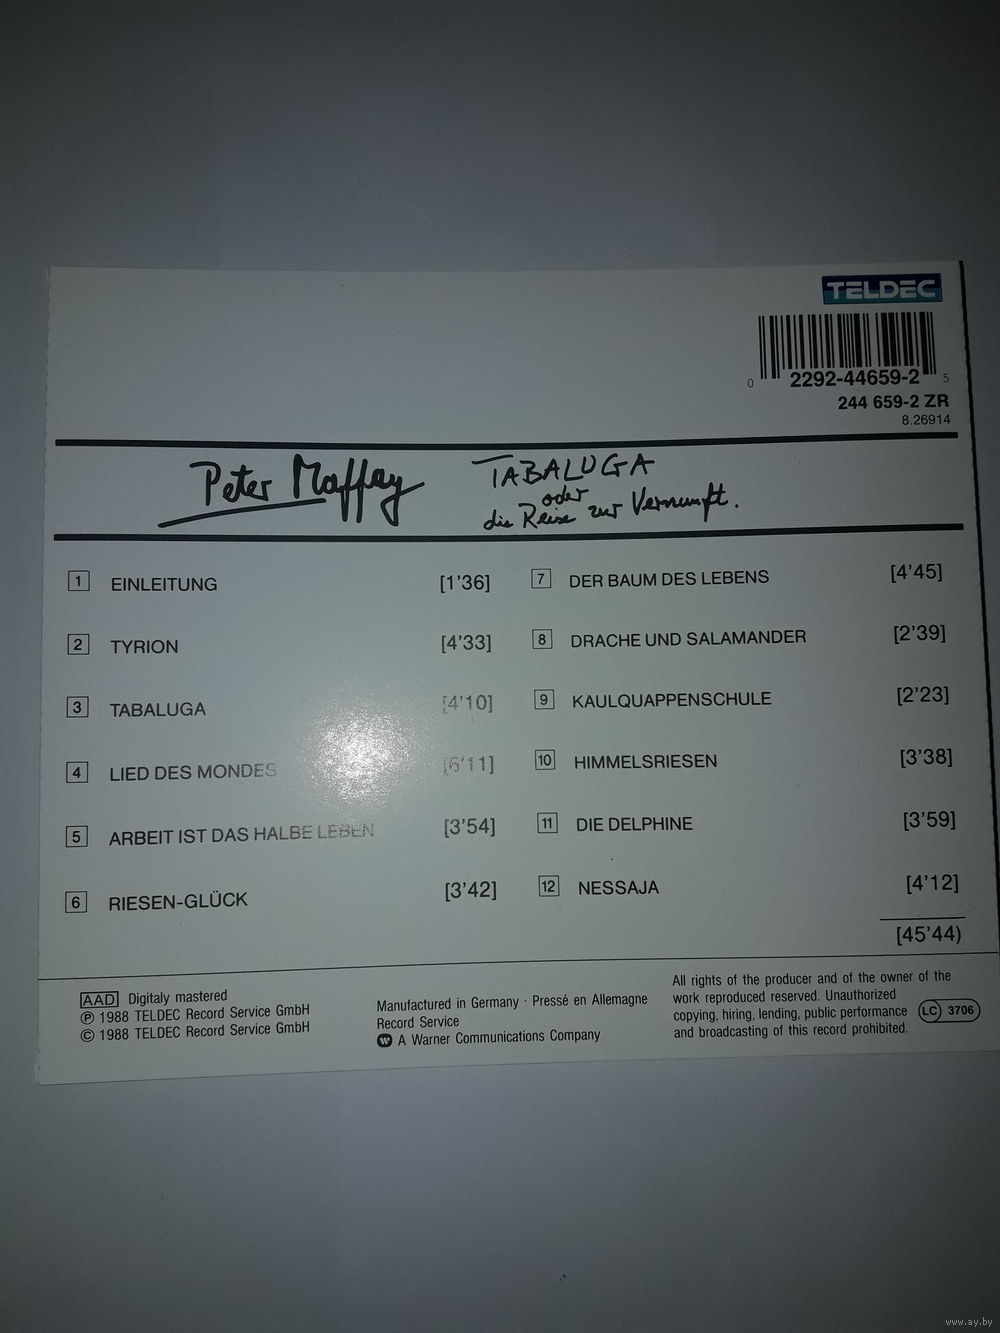 TELDEC
0 2292-44659-2 5
244 659-2 ZR
8.26914
Peter Maffay
TABALUGA
oder
die Reise zur Vernunft.
1 EINLEITUNG [1'36]
2 TYRION [4'33]
3 TABALUGA [4'10]
4 LIED DES MONDES [6'11]
5 ARBEIT IST DAS HALBE LEBEN [3'54]
6 RIESEN-GLÜCK [3'42]
7 DER BAUM DES LEBENS [4'45]
8 DRACHE UND SALAMANDER [2'39]
9 KAULQUAPPENSCHULE [2'23]
10 HIMMELSRIESEN [3'38]
11 DIE DELPHINE [3'59]
12 NESSAJA [4'12]
[45'44)
AAD Digitaly mastered
℗ 1988 TELDEC Record Service GmbH
© 1988 TELDEC Record Service GmbH
Manufactured in Germany · Pressé en Allemagne
Record Service
A Warner Communications Company
All rights of the producer and of the owner of the
work reproduced reserved. Unauthorized
copying, hiring, lending, public performance
and broadcasting of this record prohibited.
LC 3706
www.ay.by